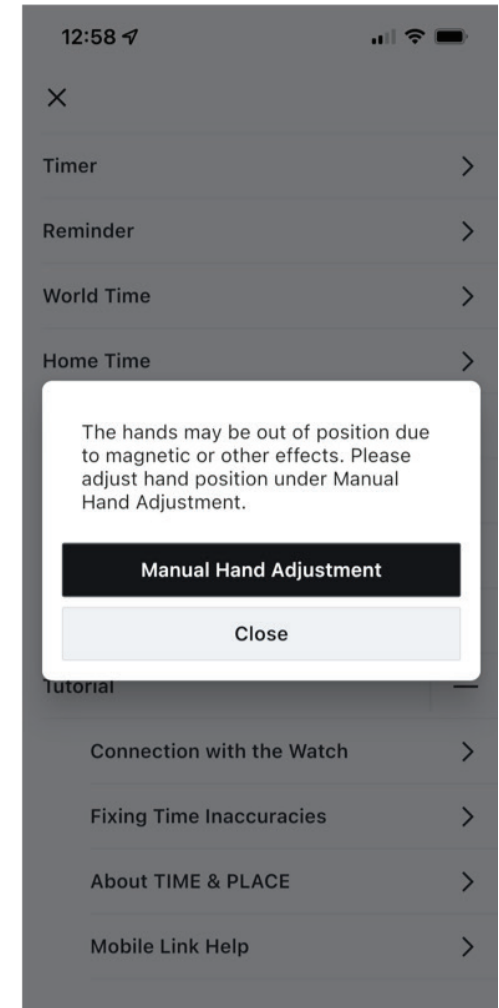 12:58
Timer
Reminder
World Time
Home Time
The hands may be out of position due
to magnetic or other effects. Please
adjust hand position under Manual
Hand Adjustment.
Manual Hand Adjustment
Close
Tutorial
Connection with the Watch
Fixing Time Inaccuracies
About TIME & PLACE
Mobile Link Help